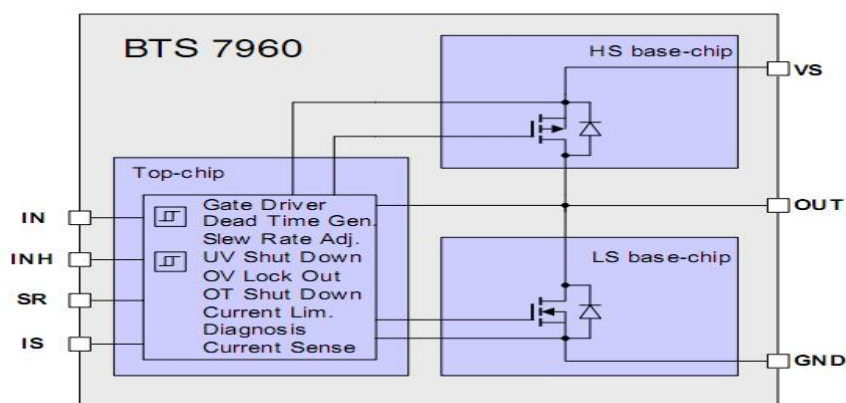 BTS 7960
HS base-chip
VS
Top-chip
IN
INH
SR
IS
Gate Driver
Dead Time Gen.
Slew Rate Adj.
UV Shut Down
OV Lock Out
OT Shut Down
Current Lim.
Diagnosis
Current Sense
OUT
LS base-chip
GND